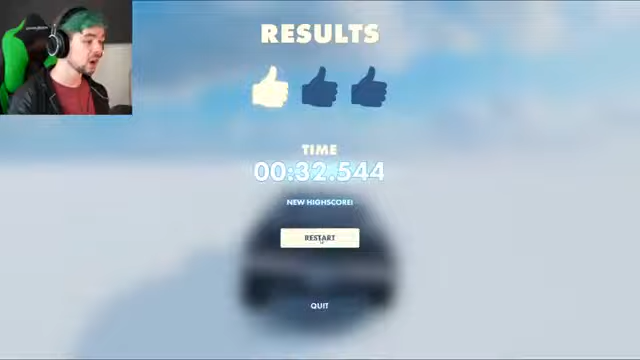 RESULTS
TIME
00:32.544
NEW HIGHSCORE!
RESTART
QUIT